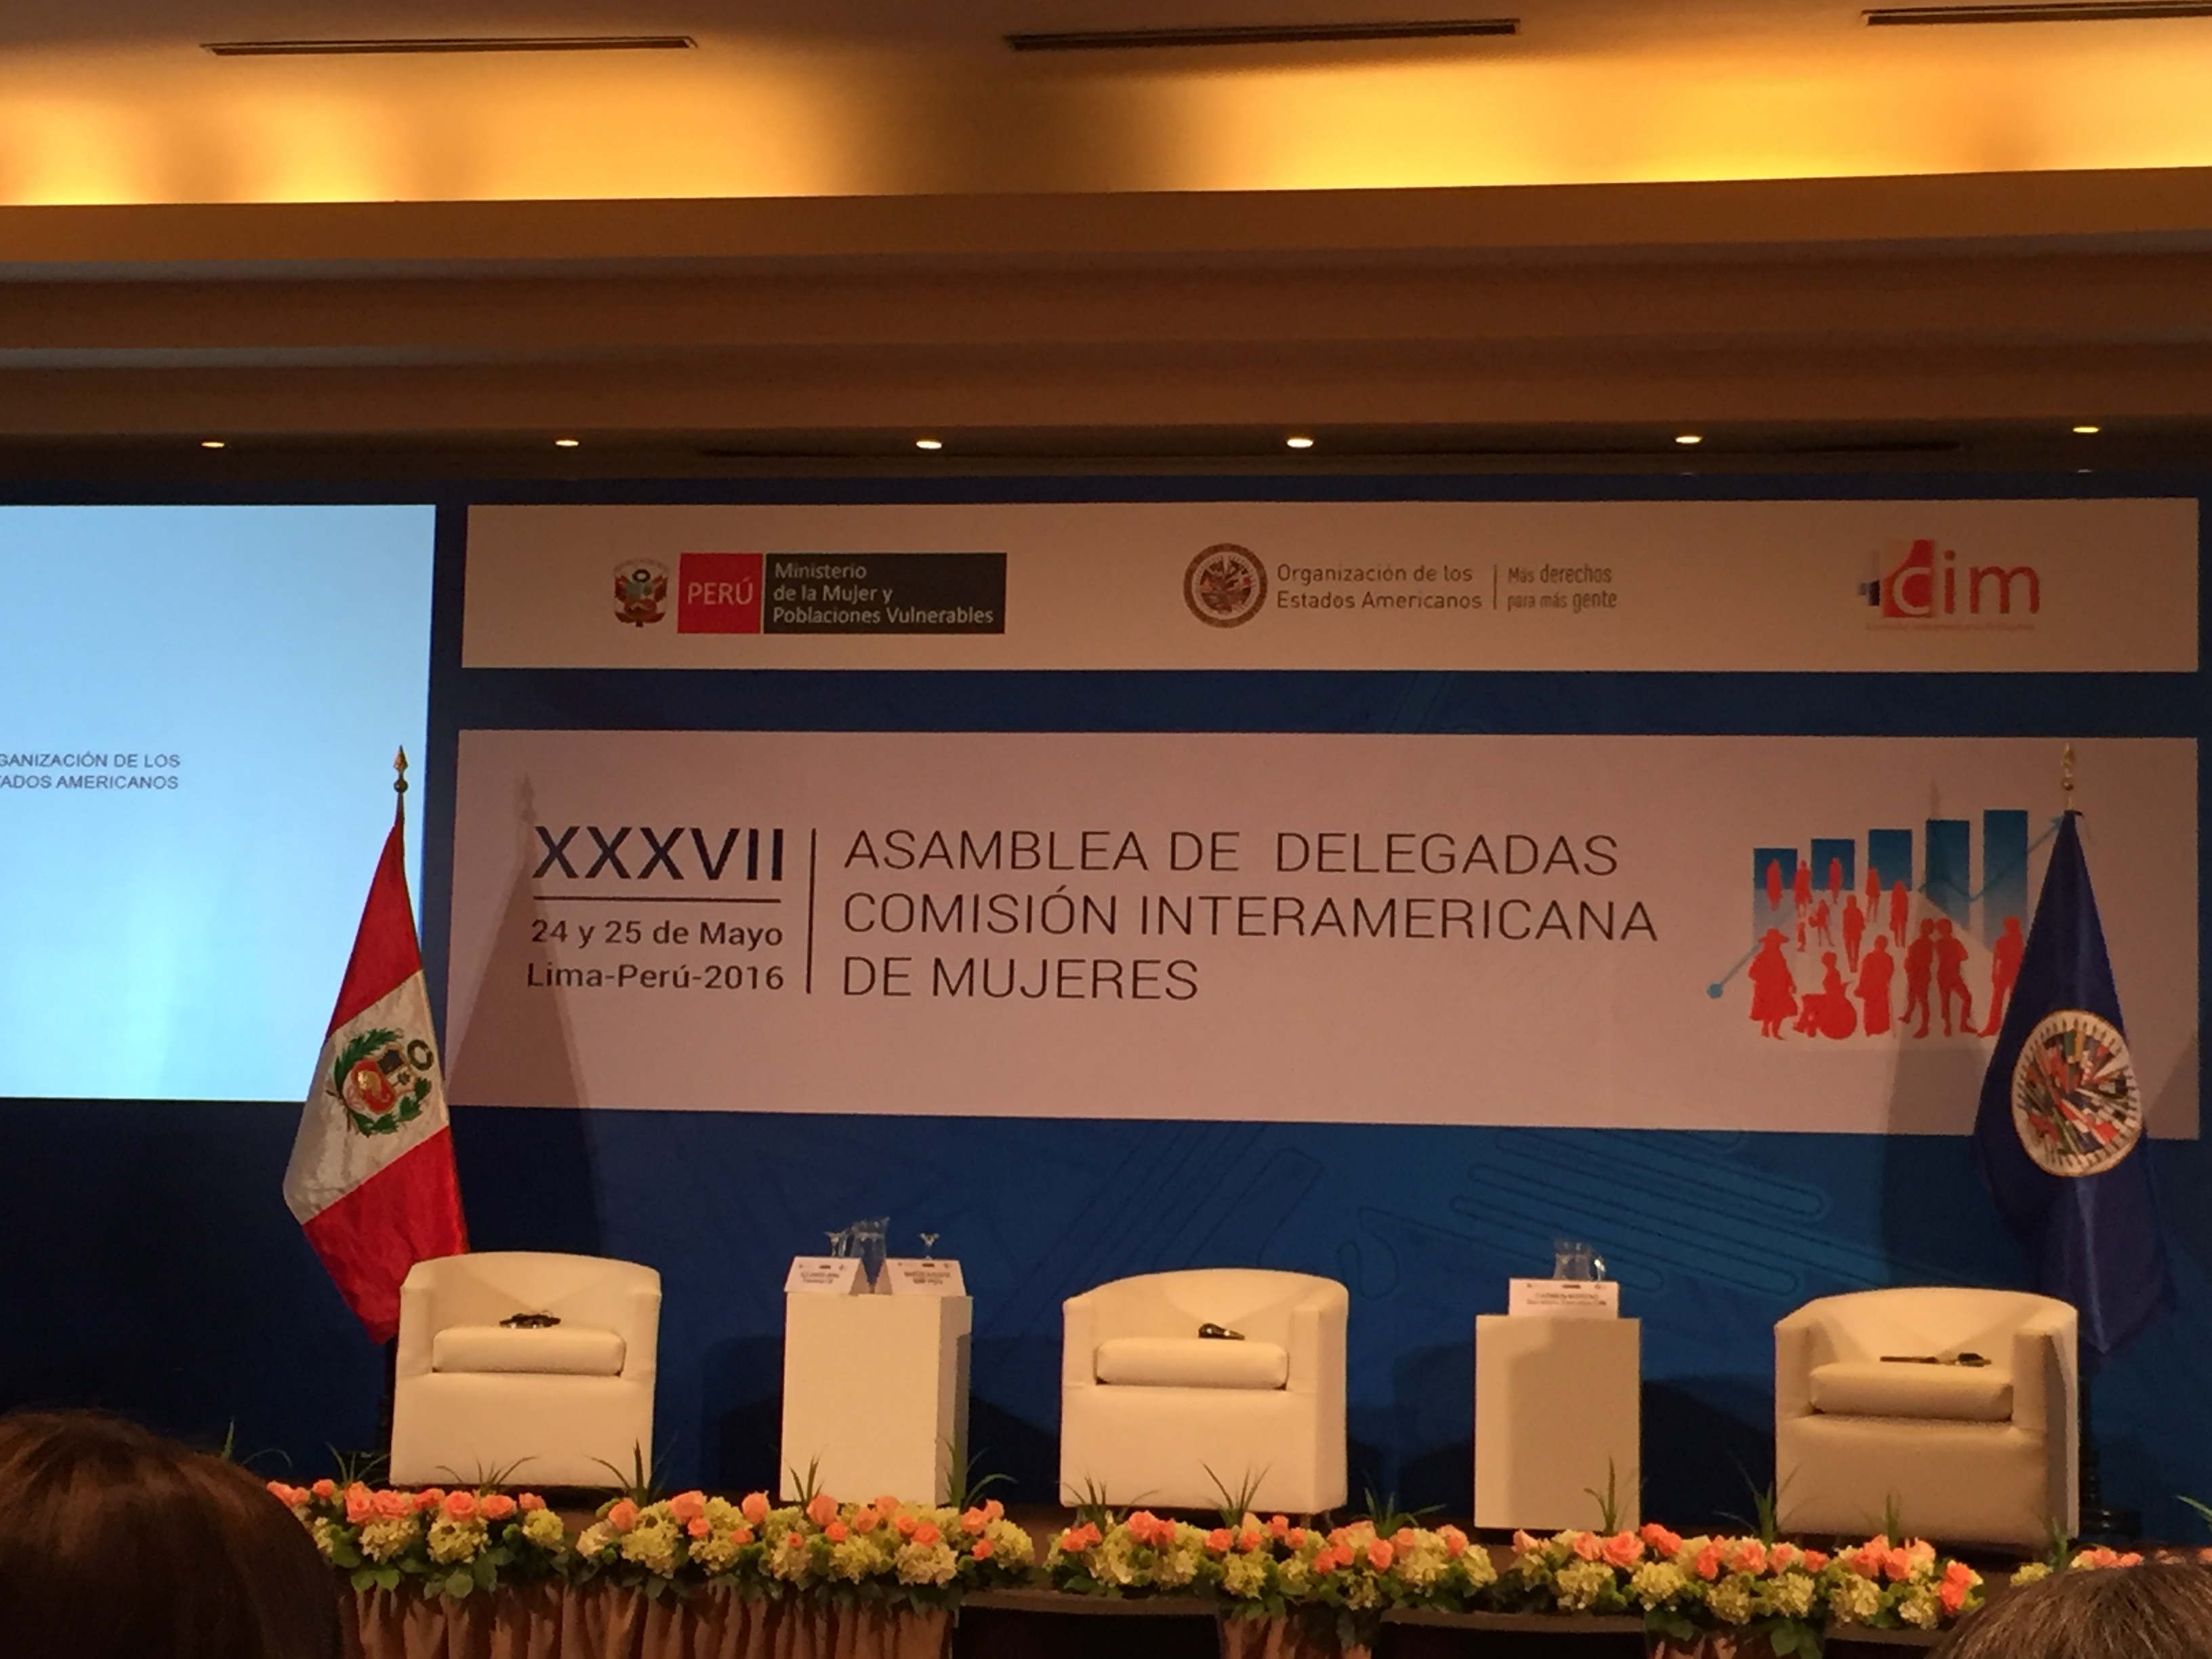 PERÚ
Ministerio
de la Mujer y
Poblaciones Vulnerables
Organización de los
Estados Americanos
Más derechos
para más gente
cim
GANIZACIÓN DE LOS
TADOS AMERICANOS
XXXVII
24 y 25 de Mayo
Lima-Perú-2016
ASAMBLEA DE DELEGADAS
COMISIÓN INTERAMERICANA
DE MUJERES
CARMEN MORENO